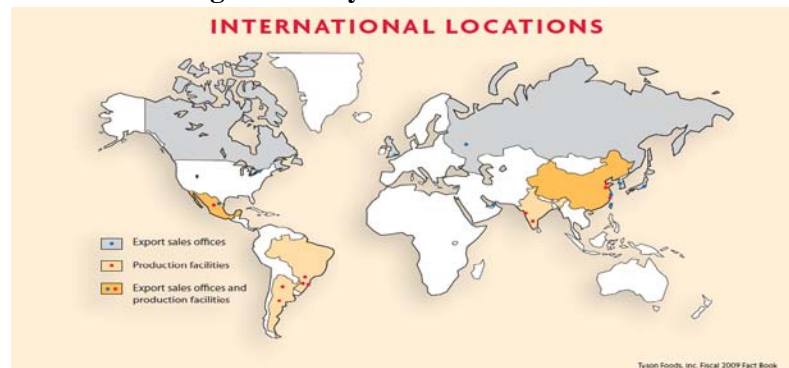 INTERNATIONAL LOCATIONS
Export sales offices
Production facilities
Export sales offices and
production facilities
Tyson Foods, Inc. Fiscal 2009 Fact Book